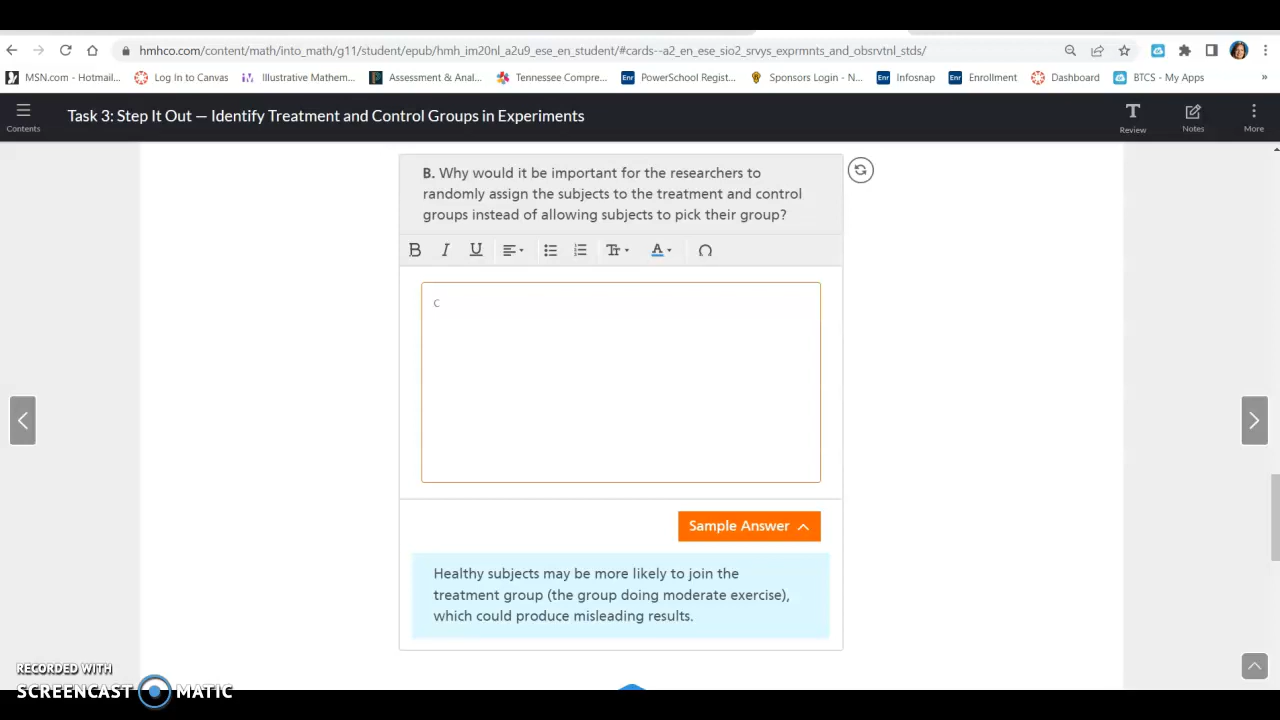 hmhco.com/content/math/into_math/g11/student/epub/hmh_im20nl_a2u9_ese_en_student/#cards--a2_en_ese_sio2_srvys_exprmnts_and_obsrvtnl_stds/
MSN.com - Hotmail... Log In to Canvas Illustrative Mathem... Assessment & Anal... Tennessee Compre... Enr PowerSchool Regist... Sponsors Login - N... Enr Infosnap Enr Enrollment Dashboard BTCS - My Apps »
Contents
Task 3: Step It Out — Identify Treatment and Control Groups in Experiments
T Review Notes More
B. Why would it be important for the researchers to
randomly assign the subjects to the treatment and control
groups instead of allowing subjects to pick their group?
B I U Tr A Ω
c
Sample Answer
Healthy subjects may be more likely to join the
treatment group (the group doing moderate exercise),
which could produce misleading results.
RECORDED WITH
SCREENCAST MATIC